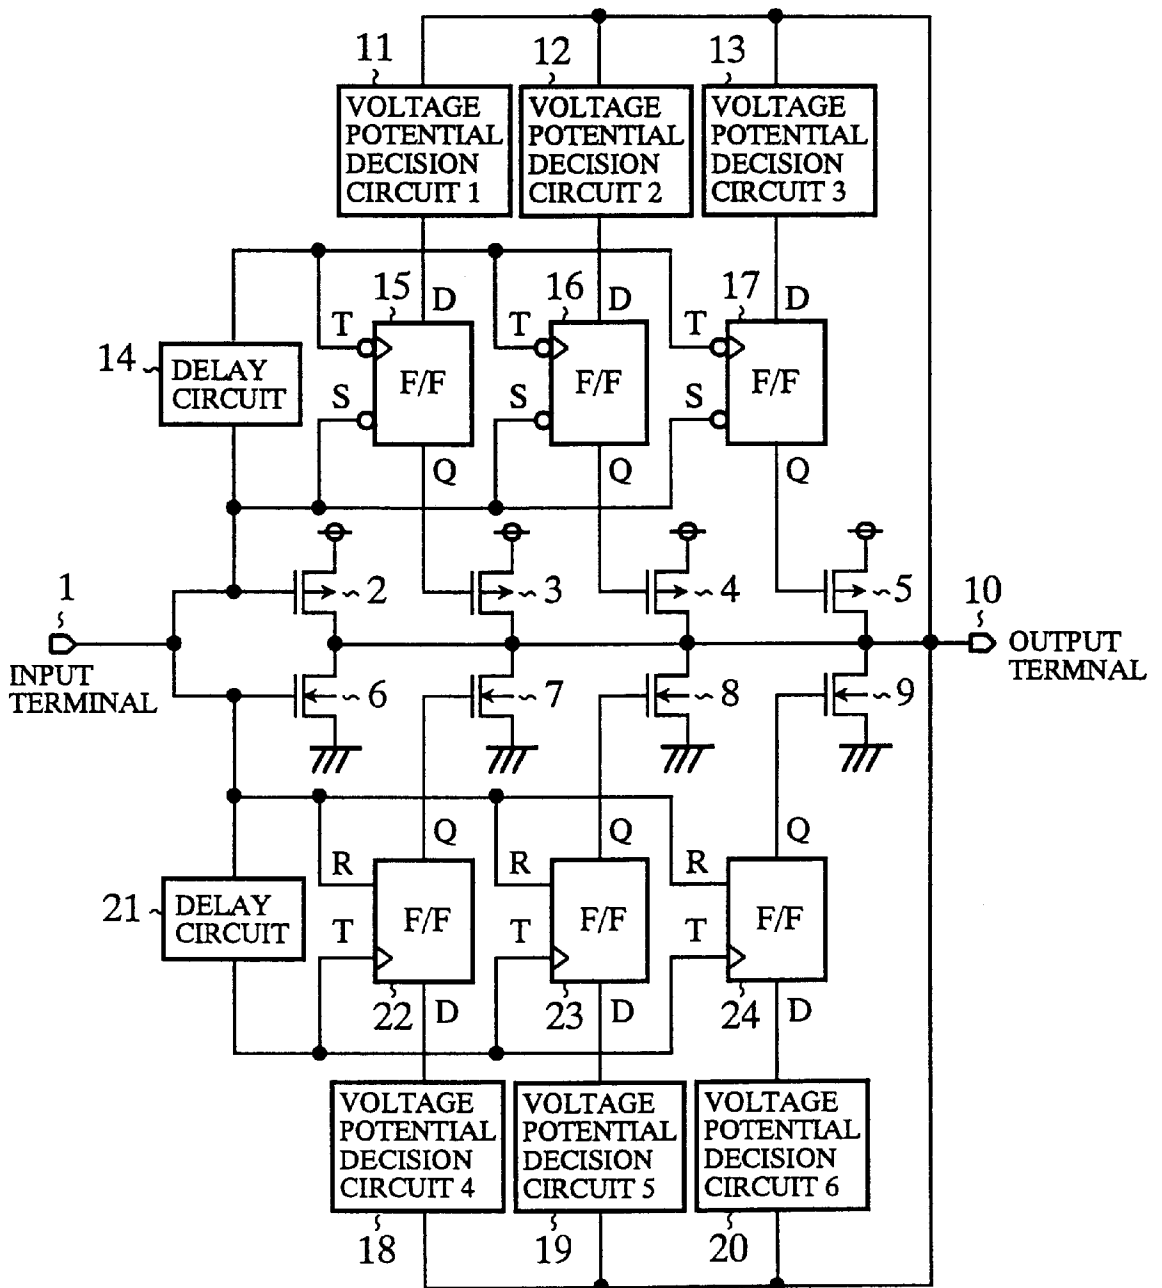 11
12
13
VOLTAGE
POTENTIAL
DECISION
CIRCUIT 1
VOLTAGE
POTENTIAL
DECISION
CIRCUIT 2
VOLTAGE
POTENTIAL
DECISION
CIRCUIT 3
15
D
16
D
17
D
T
T
T
14
DELAY
CIRCUIT
F/F
F/F
F/F
S
S
S
Q
Q
Q
1
2
3
4
5
10
INPUT
TERMINAL
OUTPUT
TERMNAL
6
7
8
9
Q
Q
Q
R
R
R
21
DELAY
CIRCUIT
F/F
F/F
F/F
T
T
T
22
D
23
D
24
D
VOLTAGE
POTENTIAL
DECISION
CIRCUIT 4
VOLTAGE
POTENTIAL
DECISION
CIRCUIT 5
VOLTAGE
POTENTIAL
DECISION
CIRCUIT 6
18
19
20